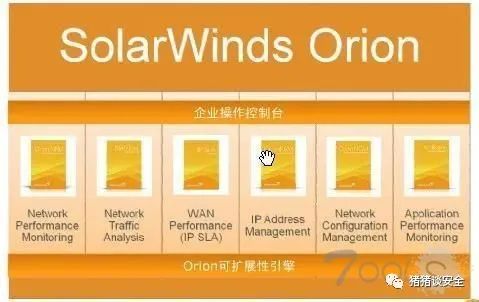 SolarWinds Orion
企业操作控制台
Network
Performance
Monitoring
Network
Traffic
Analysis
WAN
Performance
(IP SLA)
IP Address
Management
Network
Configuration
Management
Application
Performance
Monitoring
Orion可扩展性引擎
猪猪谈安全